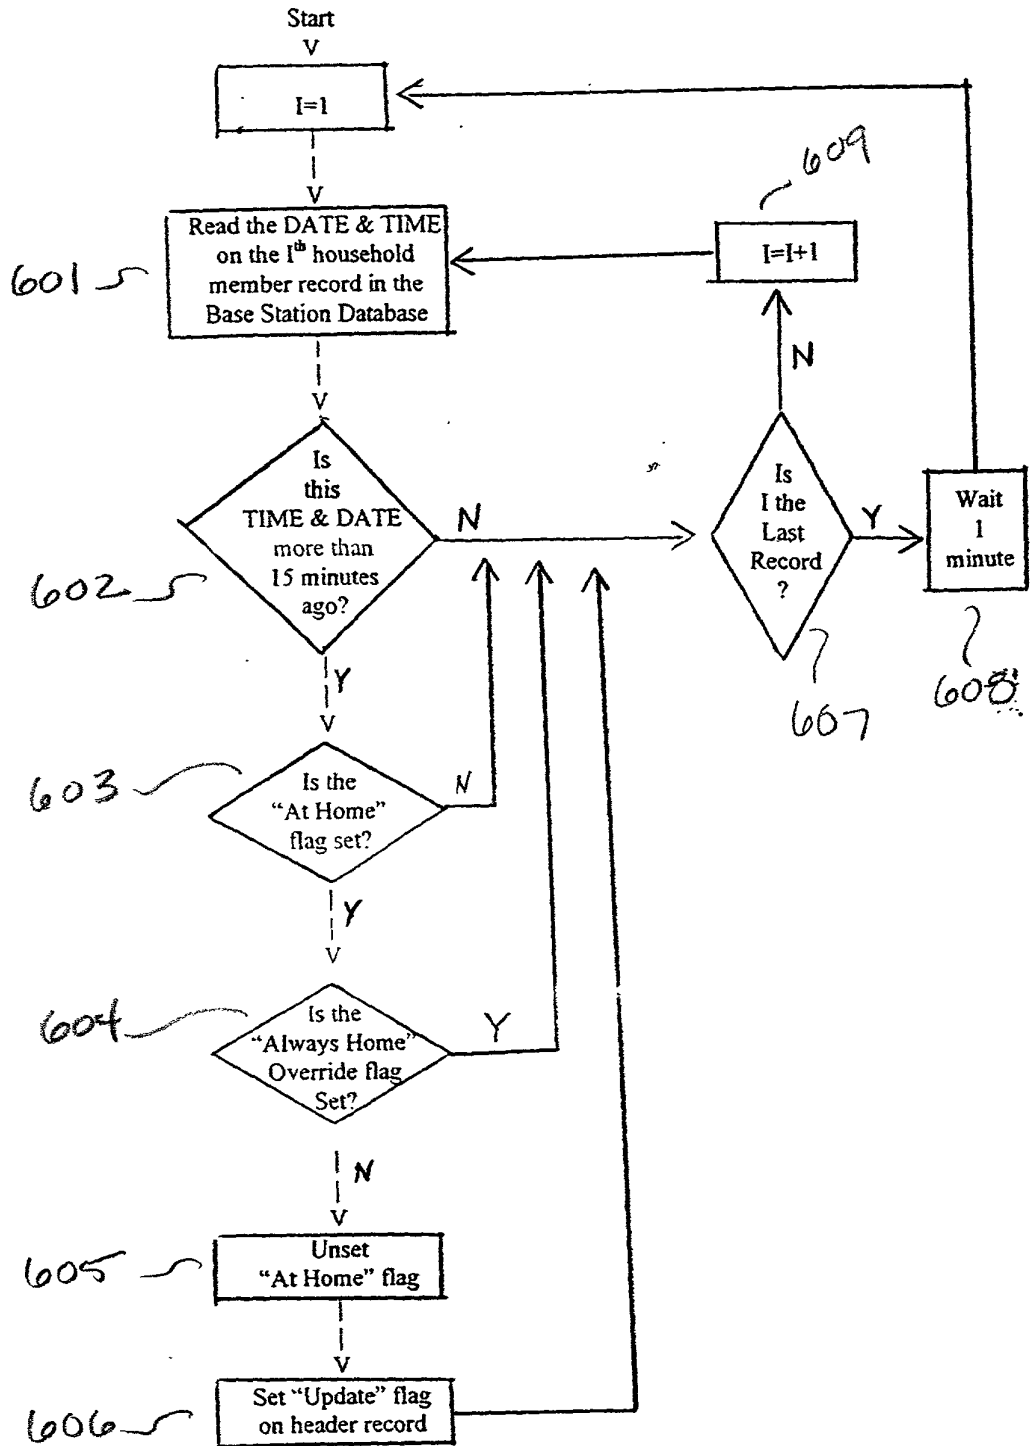 Start
V
I=1
V
609
Read the DATE & TIME
on the Ith household
member record in the
Base Station Database
601
I=I+1
V
N
Is
this
TIME & DATE
more than
15 minutes
ago?
N
602
Is
I the
Last
Record
?
Y
Wait
1
minute
607
608
Y
V
603
Is the
"At Home"
flag set?
N
Y
V
604
Is the
"Always Home"
Override flag
Set?
Y
N
V
605
Unset
"At Home" flag
V
606
Set "Update" flag
on header record